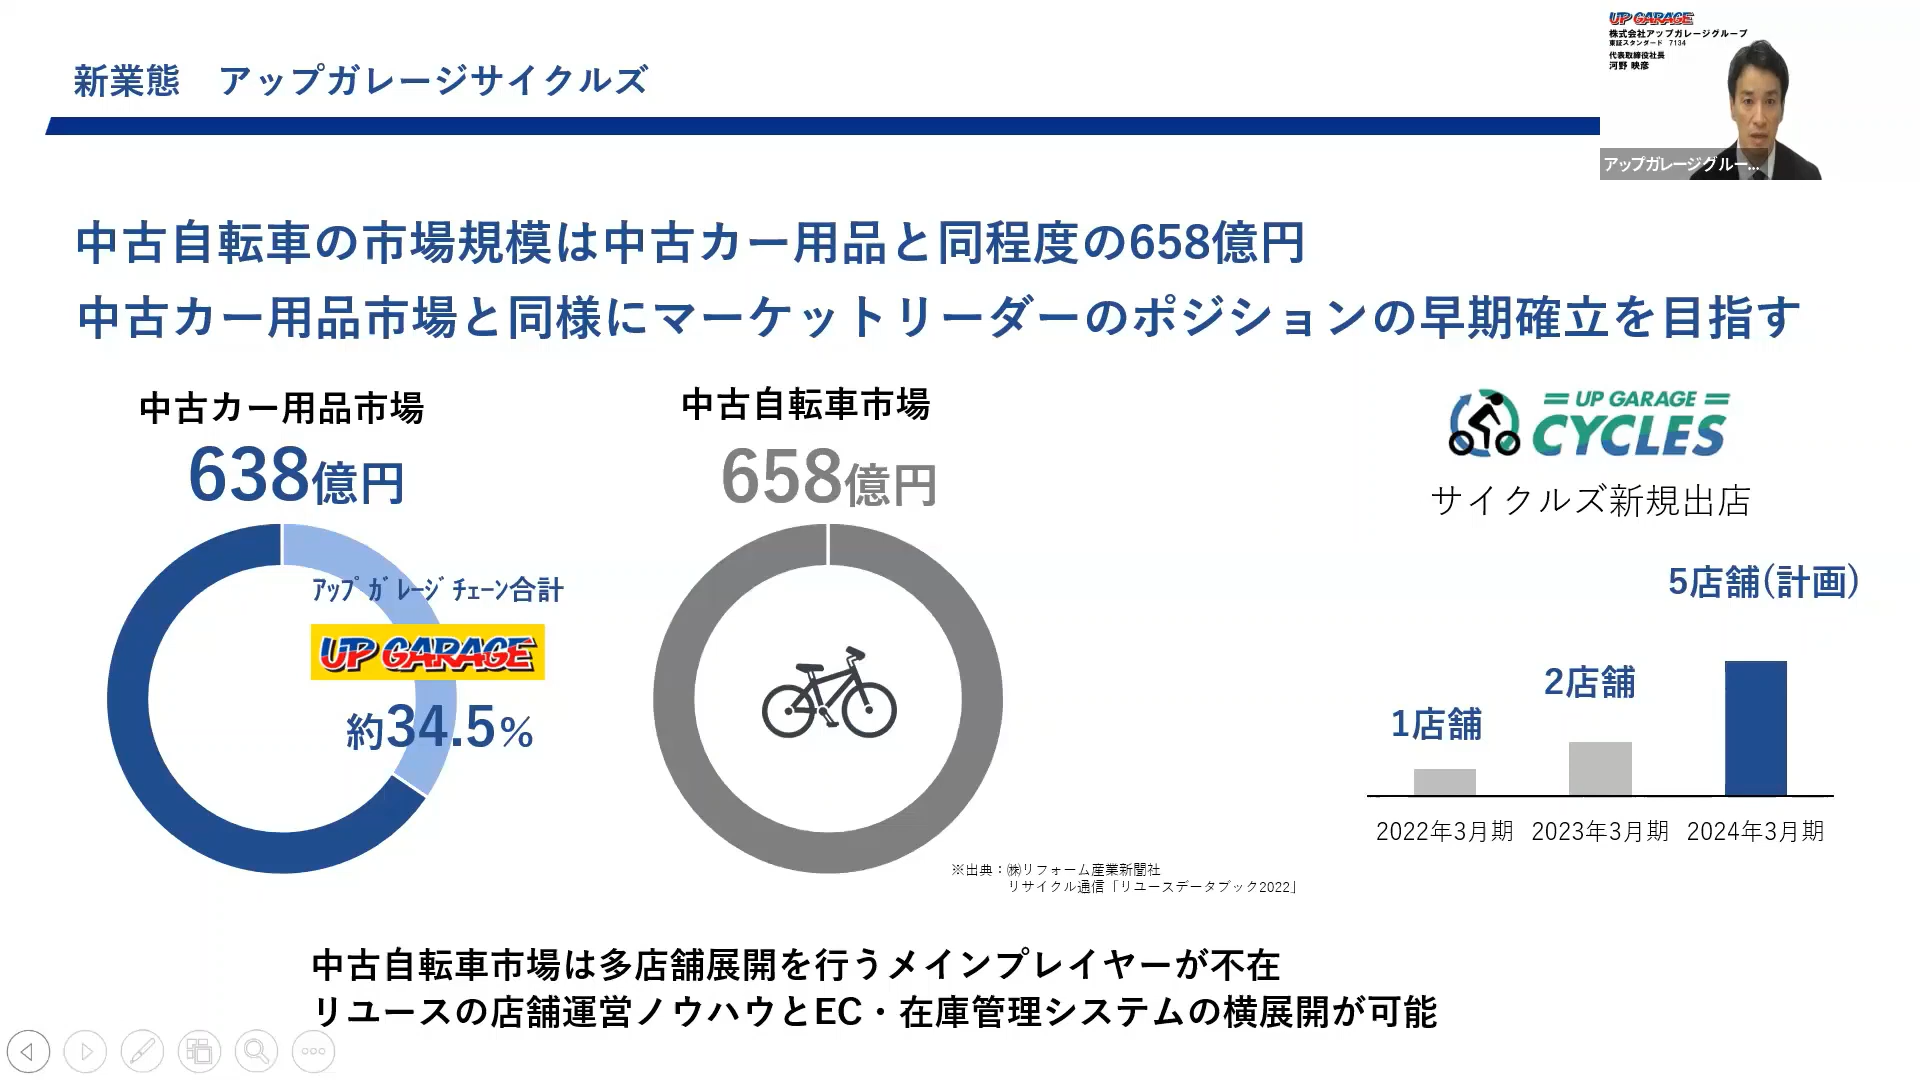 新業態　アップガレージサイクルズ
UP GARAGE
株式会社アップガレージグループ
東証スタンダード 7134
代表取締役社長
河野 映彦
アップガレージグルー...
中古自転車の市場規模は中古カー用品と同程度の658億円
中古カー用品市場と同様にマーケットリーダーのポジションの早期確立を目指す
中古カー用品市場
638億円
ｱｯﾌﾟｶﾞﾚｰｼﾞﾁｪｰﾝ合計
UP GARAGE
約34.5%
中古自転車市場
658億円
※出典：㈱リフォーム産業新聞社
リサイクル通信「リユースデータブック2022」
UP GARAGE
CYCLES
サイクルズ新規出店
5店舗(計画)
2店舗
1店舗
2022年3月期 2023年3月期 2024年3月期
中古自転車市場は多店舗展開を行うメインプレイヤーが不在
リユースの店舗運営ノウハウとEC・在庫管理システムの横展開が可能